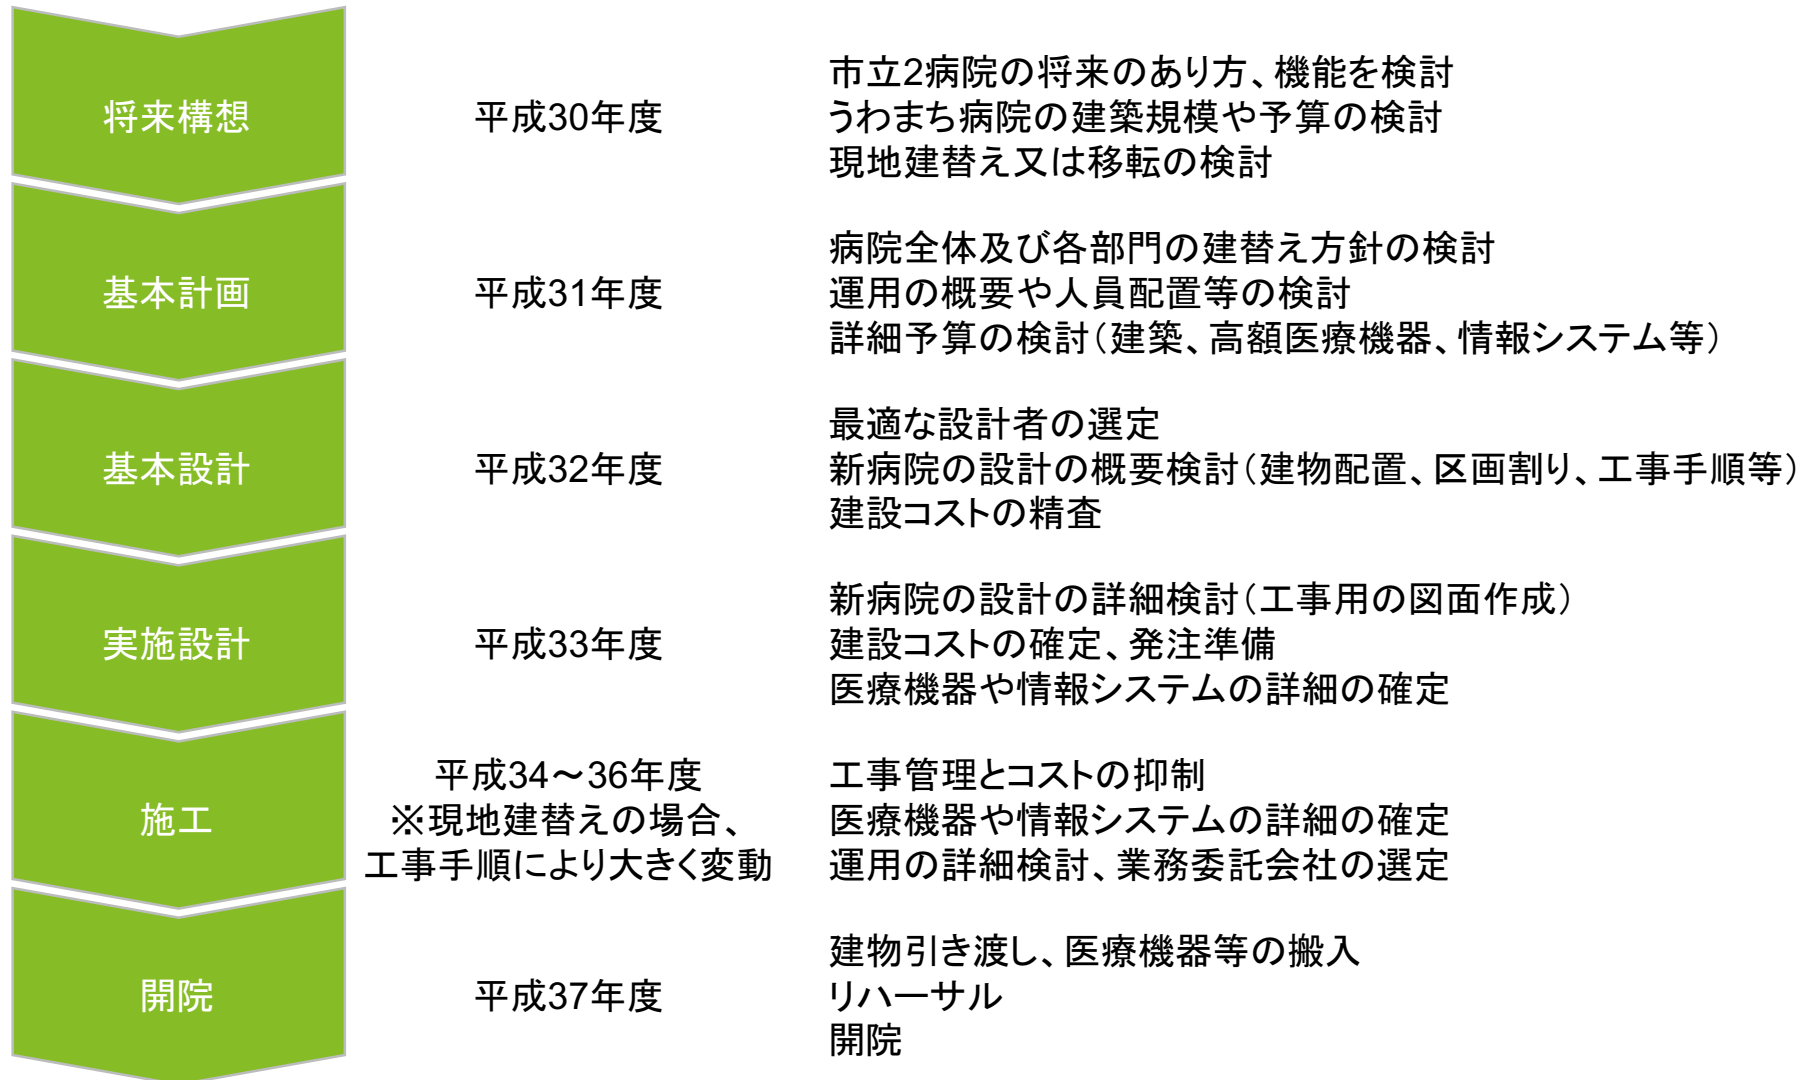 将来構想
平成30年度
市立2病院の将来のあり方、機能を検討
うわまち病院の建築規模や予算の検討
現地建替え又は移転の検討
基本計画
平成31年度
病院全体及び各部門の建替え方針の検討
運用の概要や人員配置等の検討
詳細予算の検討（建築、高額医療機器、情報システム等）
基本設計
平成32年度
最適な設計者の選定
新病院の設計の概要検討（建物配置、区画割り、工事手順等）
建設コストの精査
実施設計
平成33年度
新病院の設計の詳細検討（工事用の図面作成）
建設コストの確定、発注準備
医療機器や情報システムの詳細の確定
施工
平成34～36年度
※現地建替えの場合、
工事手順により大きく変動
工事管理とコストの抑制
医療機器や情報システムの詳細の確定
運用の詳細検討、業務委託会社の選定
開院
平成37年度
建物引き渡し、医療機器等の搬入
リハーサル
開院